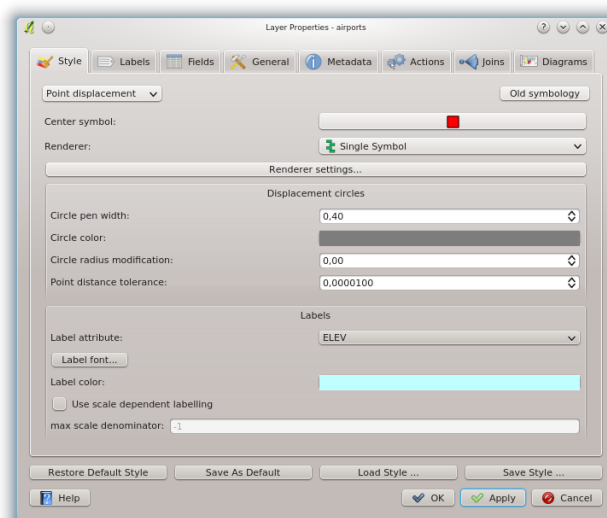 Layer Properties - airports
Style Labels Fields General Metadata Actions Joins Diagrams
Point displacement Old symbology
Center symbol:
Renderer: Single Symbol
Renderer settings...
Displacement circles
Circle pen width: 0,40
Circle color:
Circle radius modification: 0,00
Point distance tolerance: 0,0000100
Labels
Label attribute: ELEV
Label font...
Label color:
Use scale dependent labelling
max scale denominator: -1
Restore Default Style Save As Default Load Style ... Save Style ...
Help OK Apply Cancel